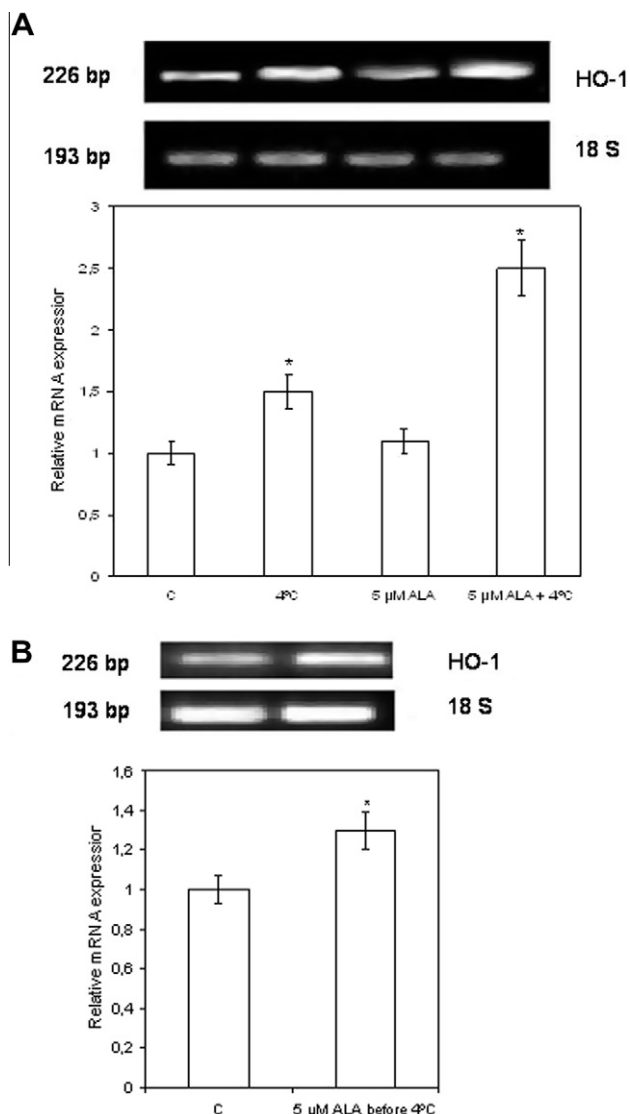 A
226 bp
HO-1
193 bp
18 S
3
2,5
2
1,5
1
0,5
0
Relative mRNA expressior
*
*
C
4ºC
5 µM ALA
5 µM ALA + 4ºC
B
226 bp
HO-1
193 bp
18 S
1,6
1,4
1,2
1
0,8
0,6
0,4
0,2
0
Relative mRNA expressior
*
C
5 µM ALA before 4ºC